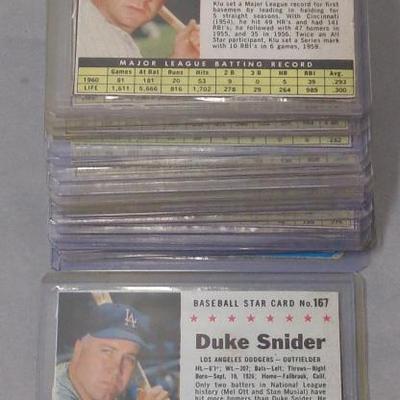 Klu set a Major League record for first
basemen by leading in fielding for
5 straight seasons. With Cincinnati
(1954), he hit 49 HR's and had 141
RBI's; he followed with 47 homers in
1955, and 35 in 1956. Twice an All
Star participant, Klu set a Series mark
with 10 RBI's in 6 games, 1959.
MAJOR LEAGUE BATTING RECORD
Games At Bat Runs Hits 2 B 3 B HR RBI Avg.
1960 81 181 20 53 9 0 5 39 .293
LIFE 1,611 5,666 816 1,702 278 29 264 989 .300
BASEBALL STAR CARD No. 167
Duke Snider
LOS ANGELES DODGERS — OUTFIELDER
Ht.—6'; Wt.—207; Bats—Left; Throws—Right
Born—Sept. 19, 1926; Home—Fallbrook, Calif.
Only two batters in National League
history (Mel Ott and Stan Musial) have
hit more homers than Duke Snider. He
LA